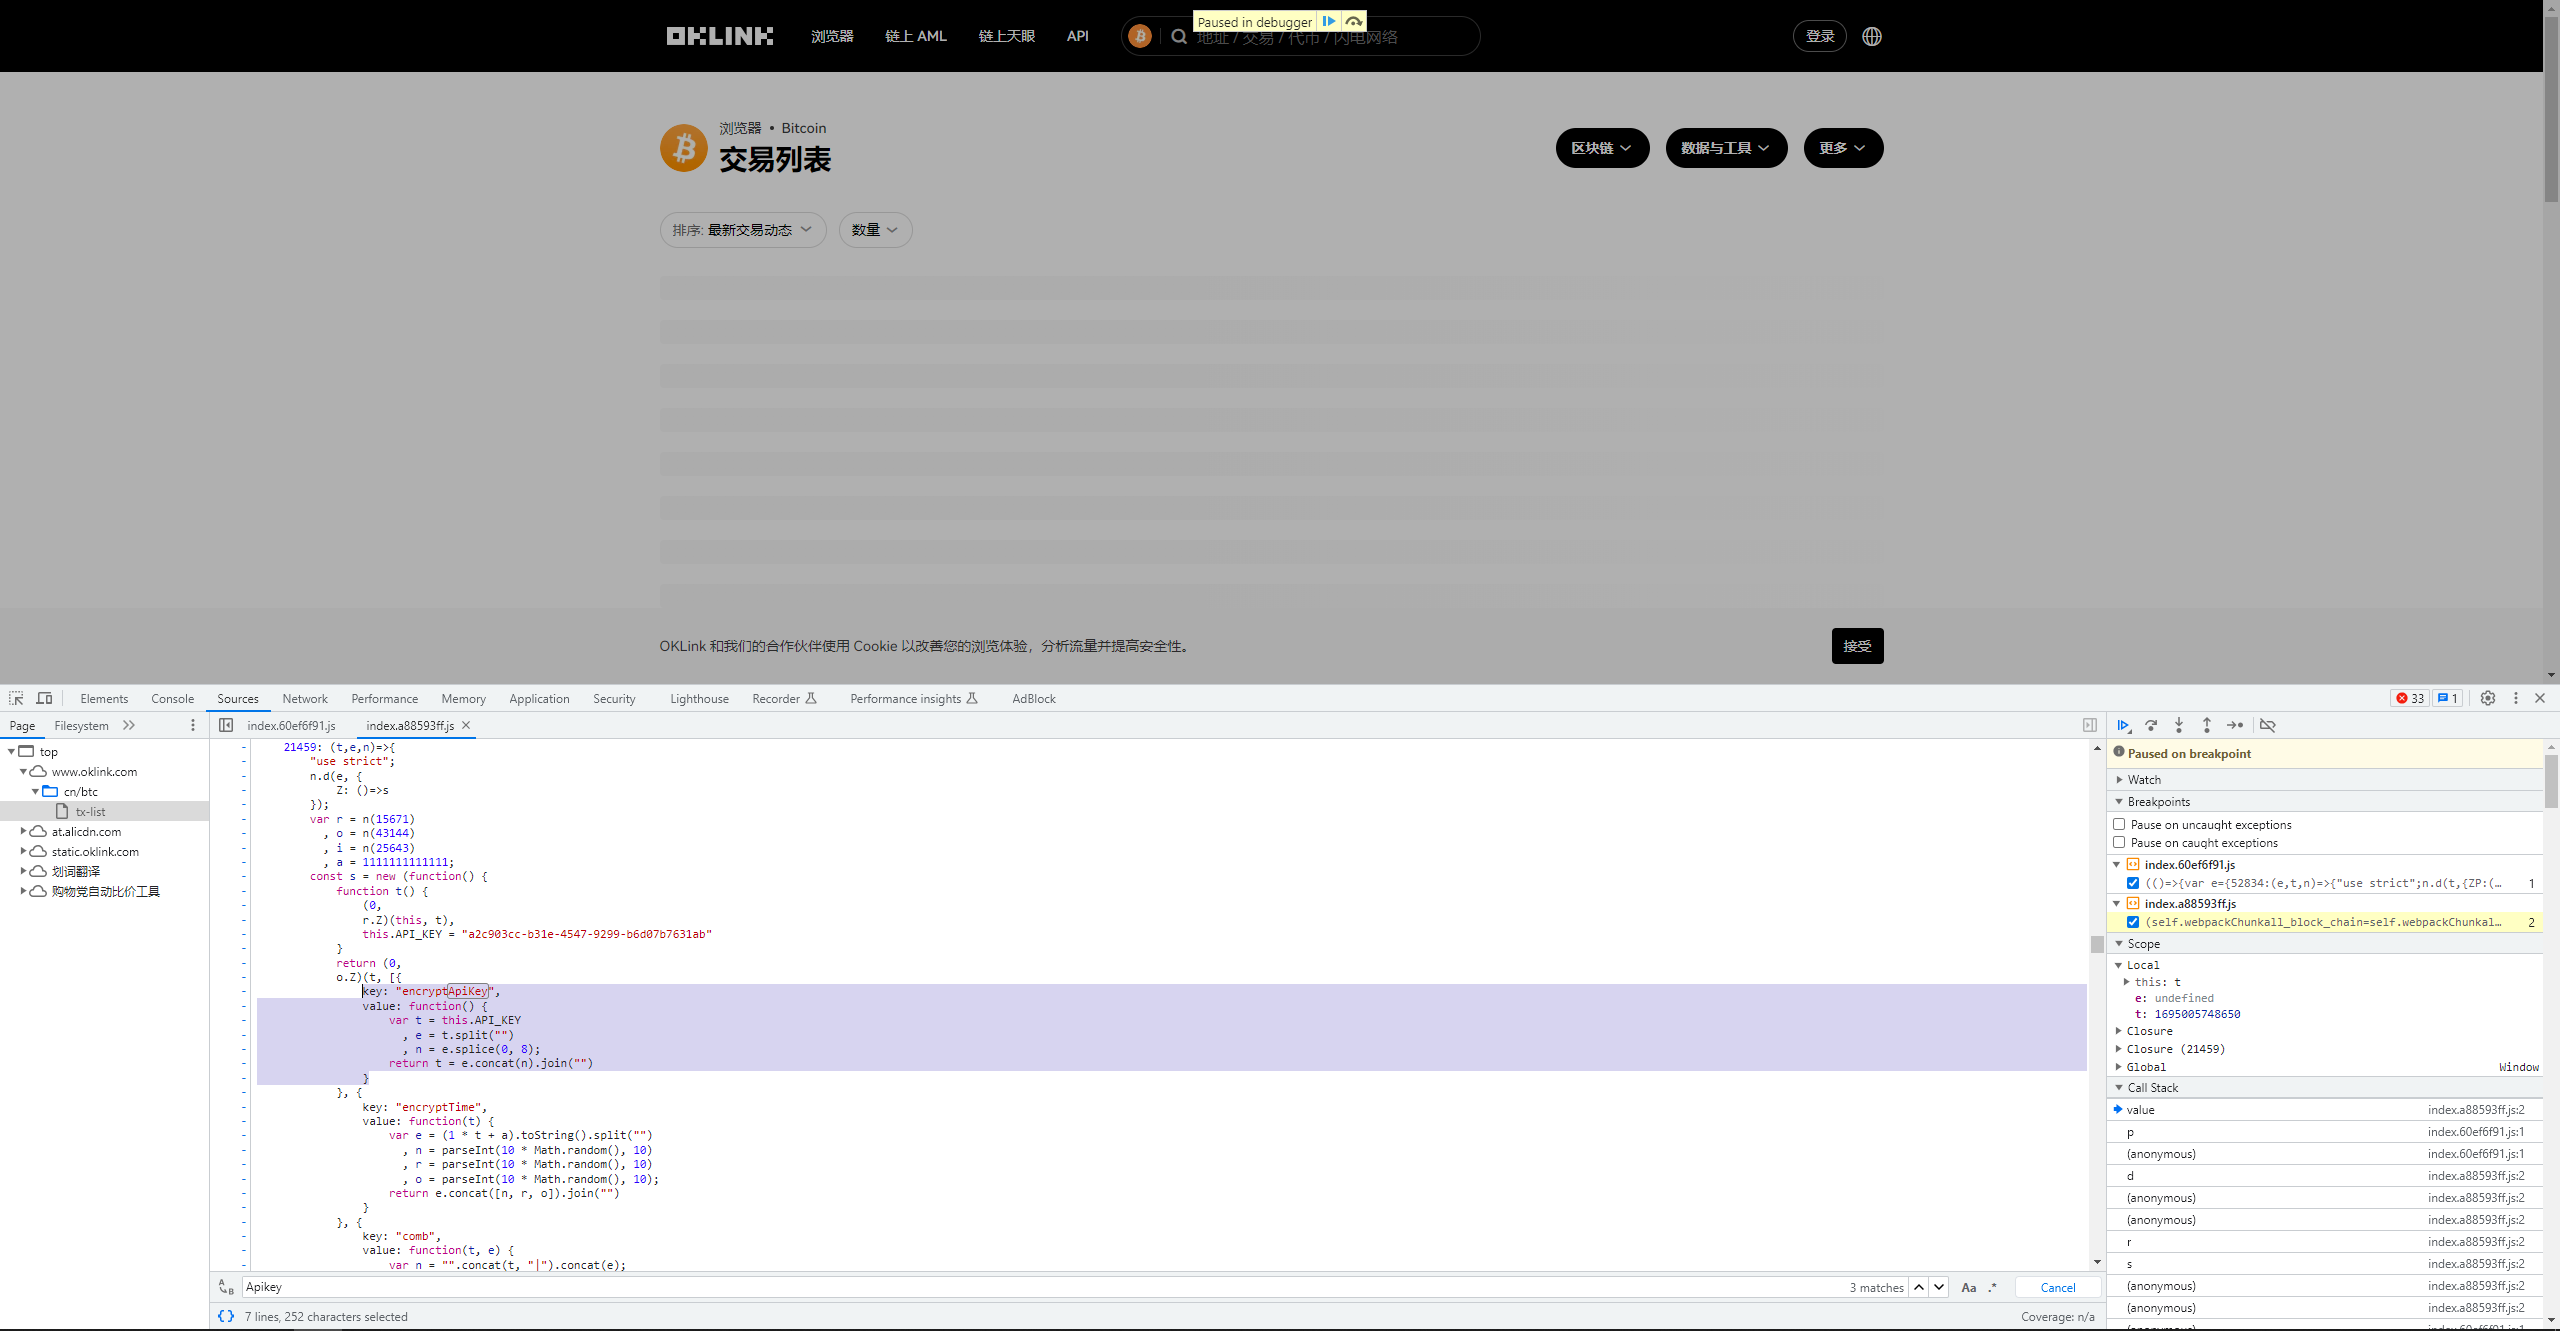 Paused in debugger
OKLINK 浏览器 链上 AML 链上天眼 API 地址 / 交易 / 代币 / 闪电网络 登录
浏览器 • Bitcoin
交易列表
区块链 数据与工具 更多
排序: 最新交易动态 数量
OKLink 和我们的合作伙伴使用 Cookie 以改善您的浏览体验，分析流量并提高安全性。 接受
Elements Console Sources Network Performance Memory Application Security Lighthouse Recorder Performance insights AdBlock 33 1
Page Filesystem index.60ef6f91.js index.a88593ff.js
top
www.oklink.com
cn/btc
tx-list
at.alicdn.com
static.oklink.com
划词翻译
购物党自动比价工具
21459: (t,e,n)=>{
"use strict";
n.d(e, {
Z: ()=>s
});
var r = n(15671)
, o = n(43144)
, i = n(25643)
, a = 1111111111111;
const s = new (function() {
function t() {
(0,
r.Z)(this, t),
this.API_KEY = "a2c903cc-b31e-4547-9299-b6d07b7631ab"
}
return (0,
o.Z)(t, [{
key: "encryptApiKey",
value: function() {
var t = this.API_KEY
, e = t.split("")
, n = e.splice(0, 8);
return t = e.concat(n).join("")
}
}, {
key: "encryptTime",
value: function(t) {
var e = (1 * t + a).toString().split("")
, n = parseInt(10 * Math.random(), 10)
, r = parseInt(10 * Math.random(), 10)
, o = parseInt(10 * Math.random(), 10);
return e.concat([n, r, o]).join("")
}
}, {
key: "comb",
value: function(t, e) {
var n = "".concat(t, "|").concat(e);
Apikey 3 matches Aa .* Cancel
{} 7 lines, 252 characters selected Coverage: n/a
Paused on breakpoint
Watch
Breakpoints
Pause on uncaught exceptions
Pause on caught exceptions
index.60ef6f91.js
(()=>{var e={52834:(e,t,n)=>{"use strict";n.d(t,{ZP:(… 1
index.a88593ff.js
(self.webpackChunkall_block_chain=self.webpackChunkal… 2
Scope
Local
this: t
e: undefined
t: 1695005748650
Closure
Closure (21459)
Global Window
Call Stack
value index.a88593ff.js:2
p index.60ef6f91.js:1
(anonymous) index.60ef6f91.js:1
d index.a88593ff.js:2
(anonymous) index.a88593ff.js:2
(anonymous) index.a88593ff.js:2
r index.a88593ff.js:2
s index.a88593ff.js:2
(anonymous) index.a88593ff.js:2
(anonymous) index.a88593ff.js:2
(anonymous) index.60ef6f91.js:1